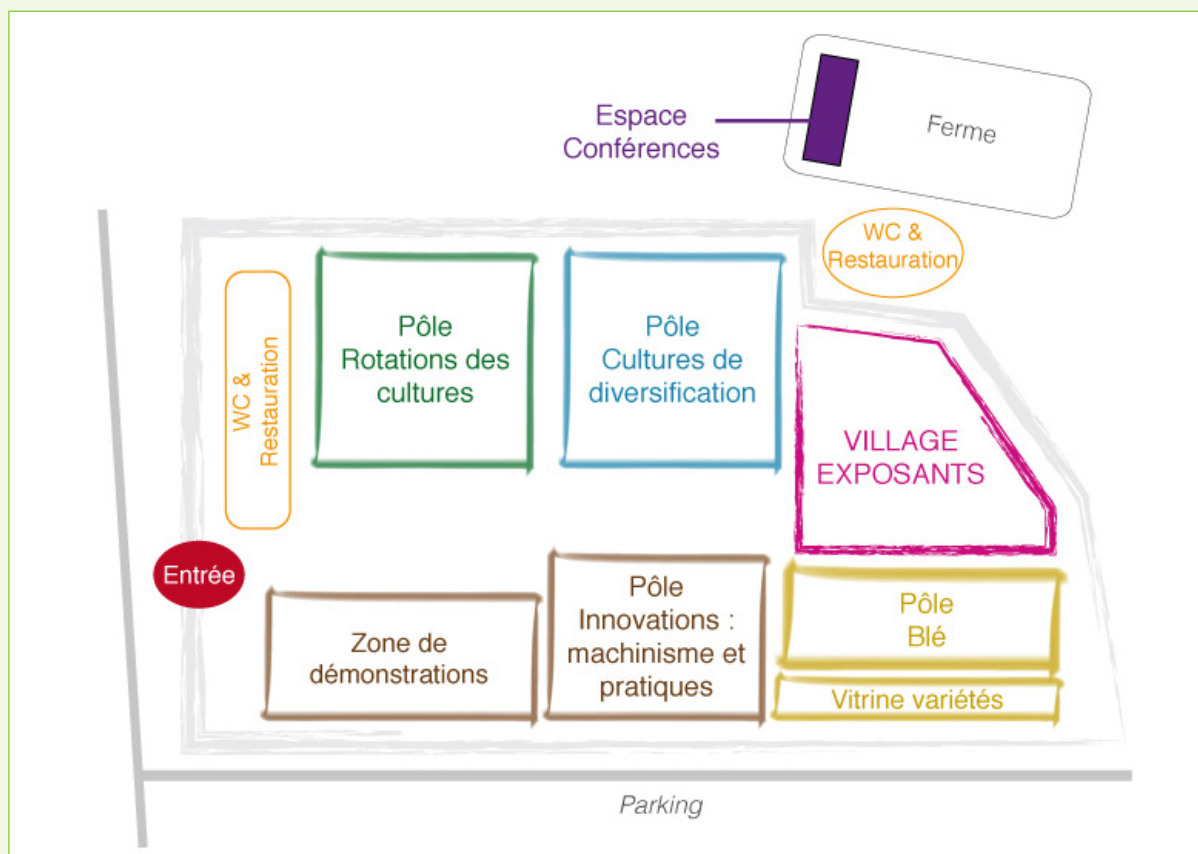 Espace
Conférences
Ferme
WC &
Restauration
WC &
Restauration
Pôle
Rotations des
cultures
Pôle
Cultures de
diversification
VILLAGE
EXPOSANTS
Entrée
Zone de
démonstrations
Pôle
Innovations :
machinisme et
pratiques
Pôle
Blé
Vitrine variétés
Parking